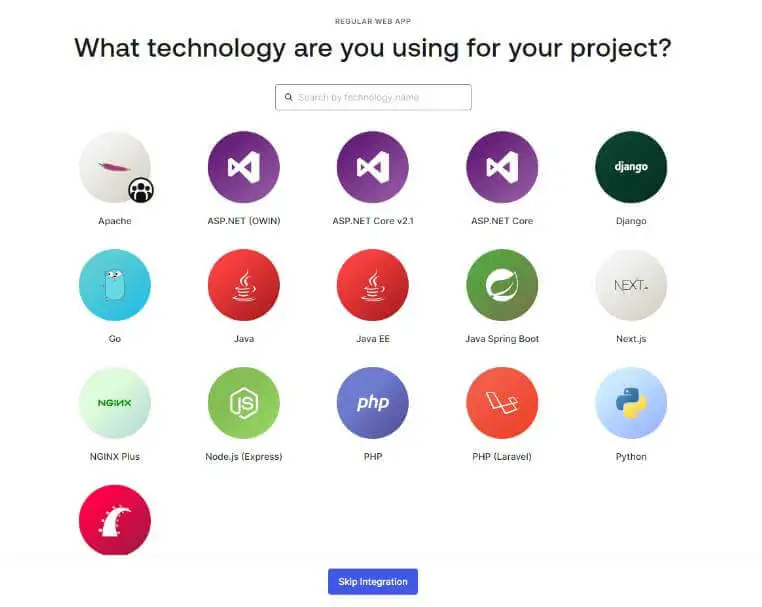 REGULAR WEB APP
What technology are you using for your project?
Search by technology name
django
Apache
ASP.NET (OWIN)
ASP.NET Core v2.1
ASP.NET Core
Django
NEXT.
Go
Java
Java EE
Java Spring Boot
Next.js
NGINX
JS
php
NGINX Plus
Node.js (Express)
PHP
PHP (Laravel)
Python
Skip Integration